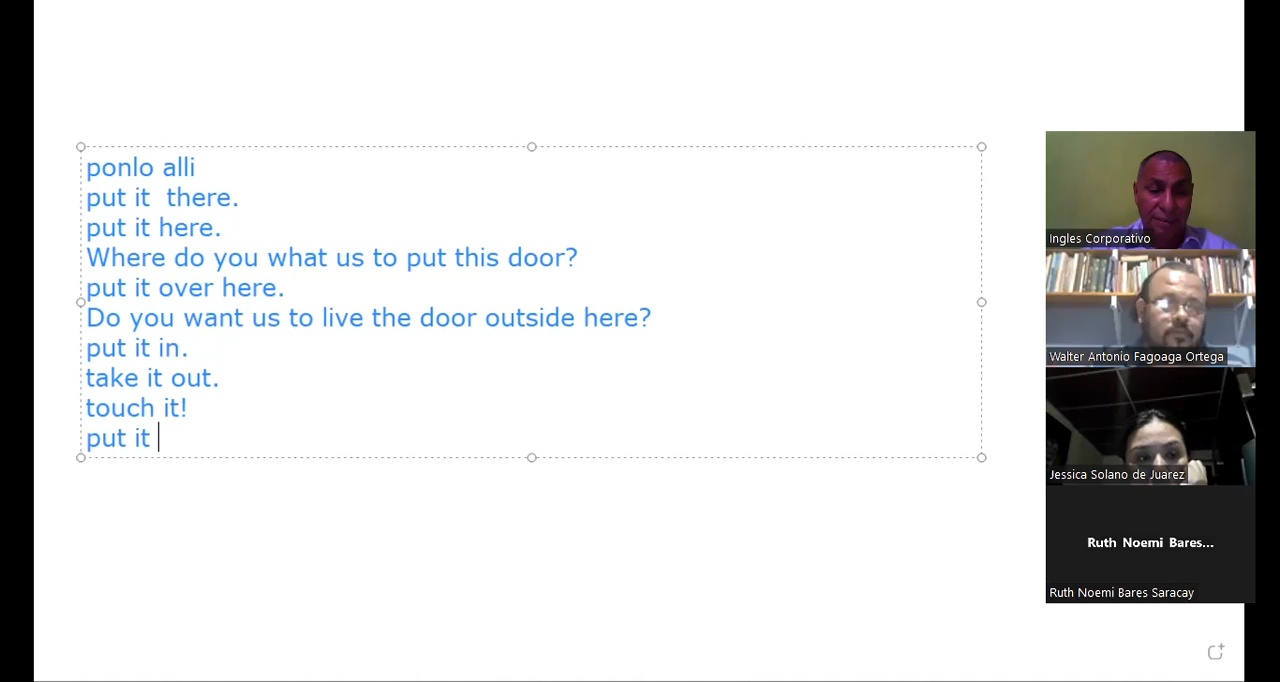 ponlo alli
put it  there.
put it here.
Where do you what us to put this door?
put it over here.
Do you want us to live the door outside here?
put it in.
take it out.
touch it!
put it
Ingles Corporativo
Walter Antonio Fagoaga Ortega
Jessica Solano de Juarez
Ruth Noemi Bares...
Ruth Noemi Bares Saracay